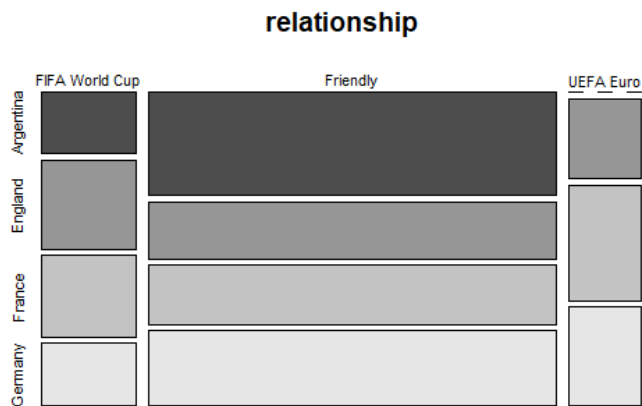 relationship
FIFA World Cup Friendly UEFA Euro
Argentina
England
France
Germany